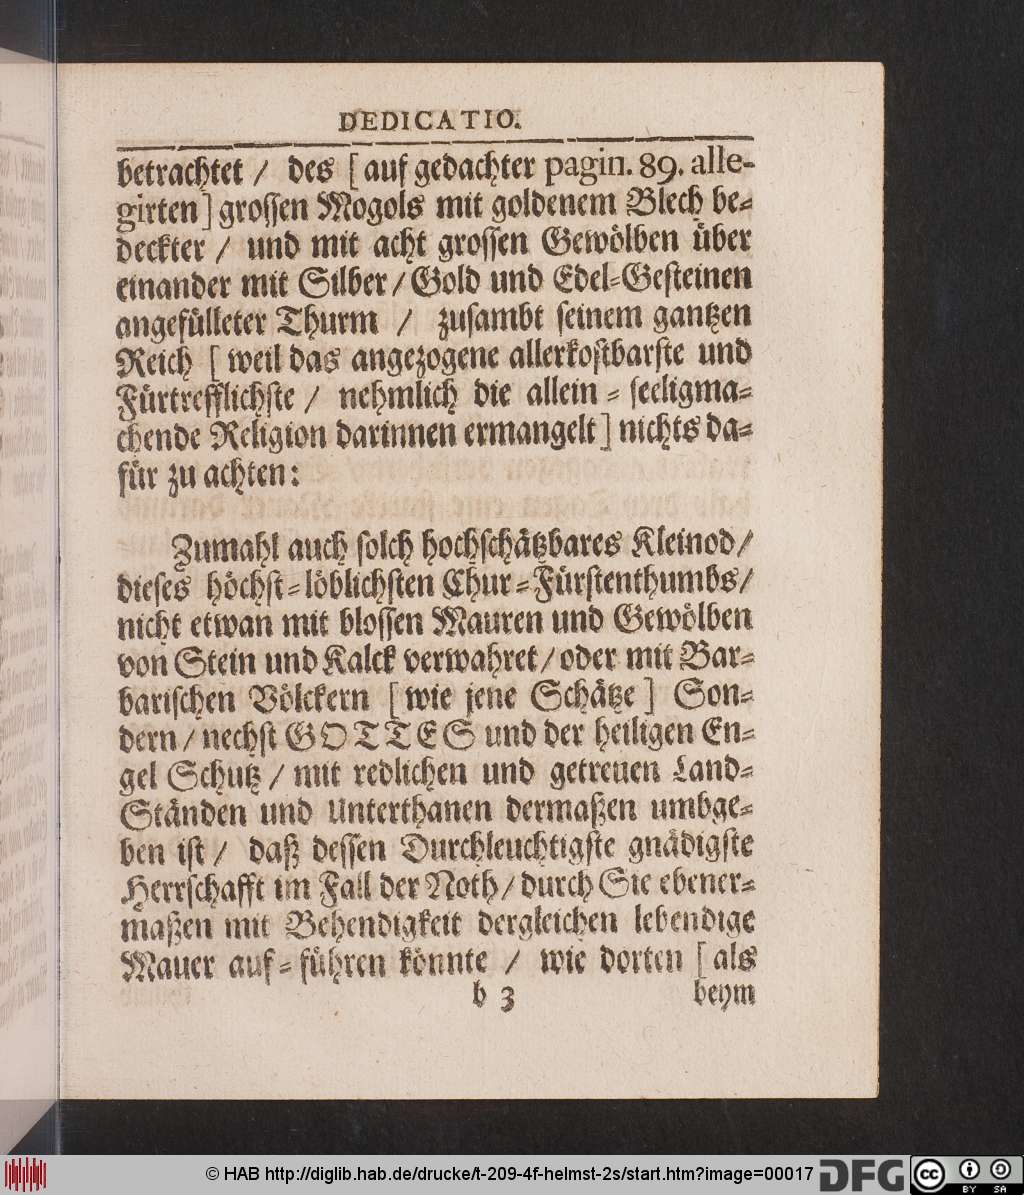 DEDICATIO.
betrachtet / des [ auf gedachter pagin. 89. alle-
girten ] groſſen Mogols mit goldenem Blech be-
deckter / und mit acht groſſen Gewölben über
einander mit Silber / Gold und Edel-Geſteinen
angefülleter Thurm / zuſambt ſeinem gantzen
Reich [ weil das angezogene allerkoſtbarſte und
Fürtrefflichſte / nehmlich die allein-ſeeligma-
chende Religion darinnen ermangelt ] nichts da-
für zu achten:
Zumahl auch ſolch hochſchätzbares Kleinod /
dieſes höchſt-löblichſten Chur-Fürſtenthumbs /
nicht etwan mit bloſſen Mauren und Gewölben
von Stein und Kalck verwahret / oder mit Bar-
bariſchen Völckern [ wie jene Schätze ] Son-
dern / nechſt GOTTES und der heiligen En-
gel Schutz / mit redlichen und getreuen Land-
Ständen und Unterthanen dermaßen umbge-
ben iſt / daß deſſen Durchleuchtigſte gnädigſte
Herrſchafft im Fall der Noth / durch Sie ebener-
maßen mit Behendigkeit dergleichen lebendige
Mauer auf-führen könnte / wie dorten [ als
b 3 beym
© HAB http://diglib.hab.de/drucke/t-209-4f-helmst-2s/start.htm?image=00017 DFG cc BY SA